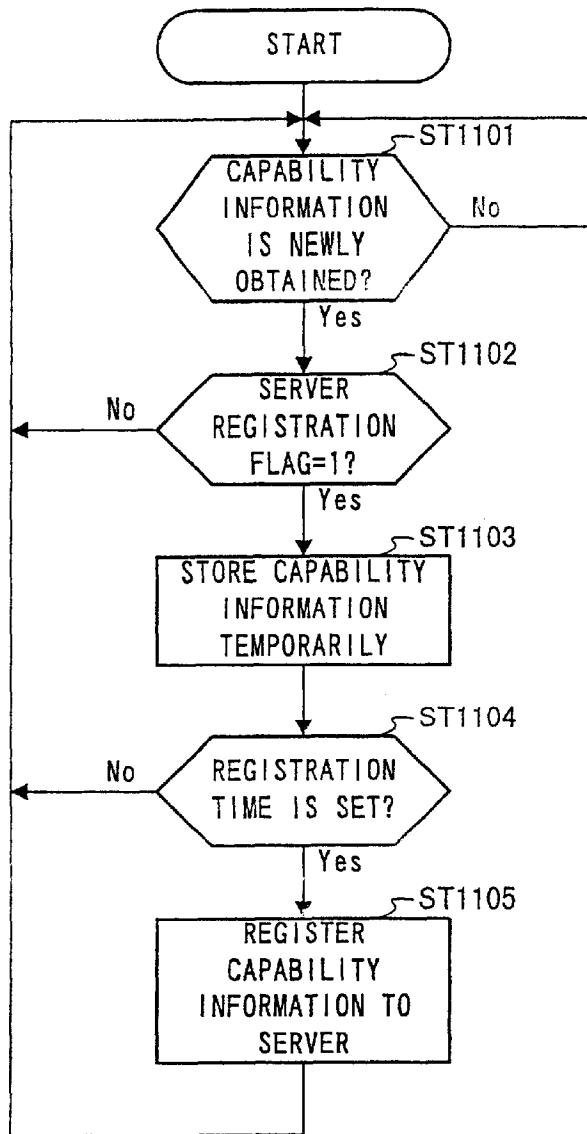 START
ST1101
CAPABILITY
INFORMATION
IS NEWLY
OBTAINED?
No
Yes
ST1102
SERVER
REGISTRATION
FLAG=1?
No
Yes
ST1103
STORE CAPABILITY
INFORMATION
TEMPORARILY
ST1104
REGISTRATION
TIME IS SET?
No
Yes
ST1105
REGISTER
CAPABILITY
INFORMATION TO
SERVER